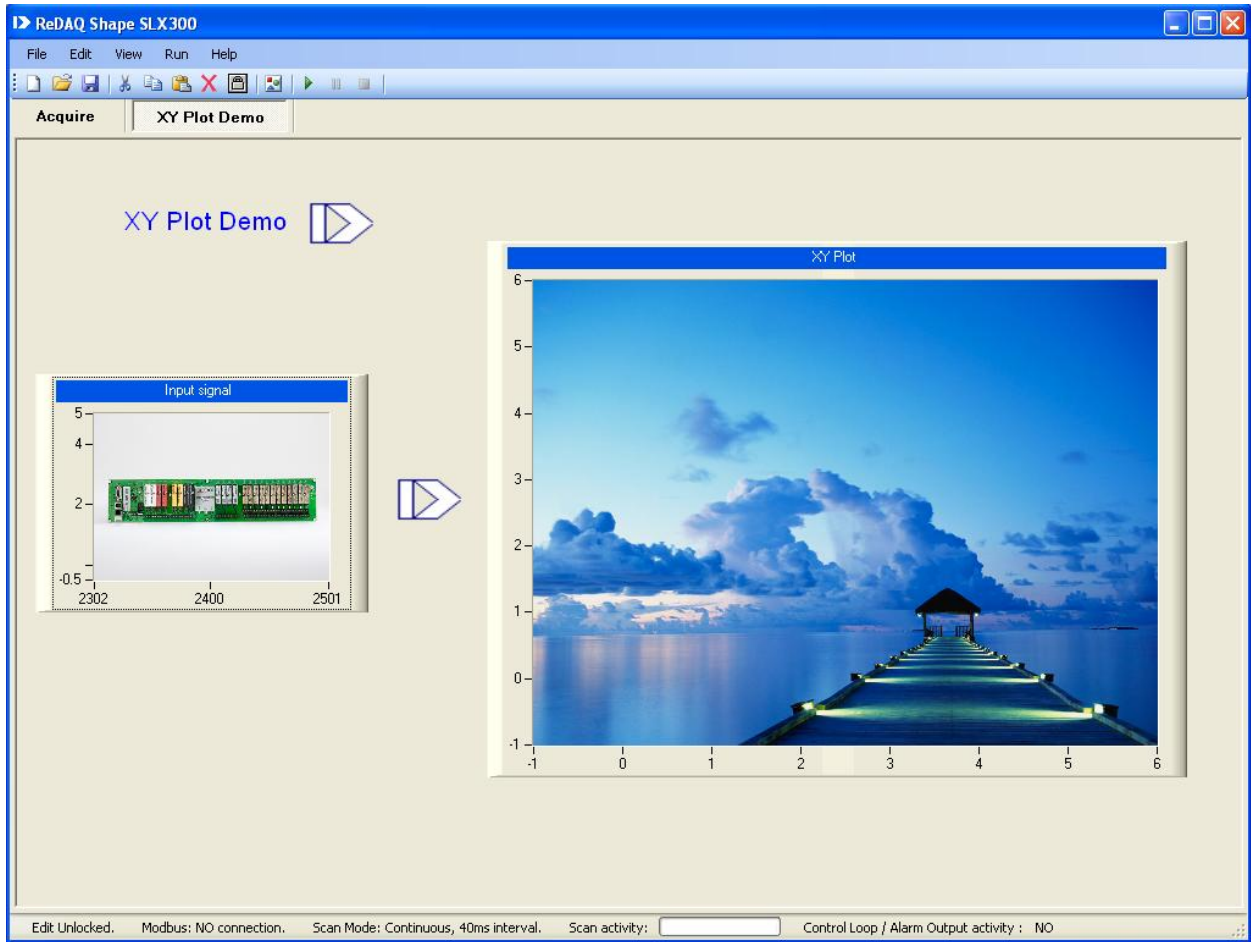 ReDAQ Shape SLX300
File Edit View Run Help
Acquire XY Plot Demo
XY Plot Demo
XY Plot
6
5
4
3
2
1
0
-1
-1 0 1 2 3 4 5 6
Input signal
5
4
2
-0.5
2302 2400 2501
Edit Unlocked. Modbus: NO connection. Scan Mode: Continuous, 40ms interval. Scan activity: Control Loop / Alarm Output activity : NO